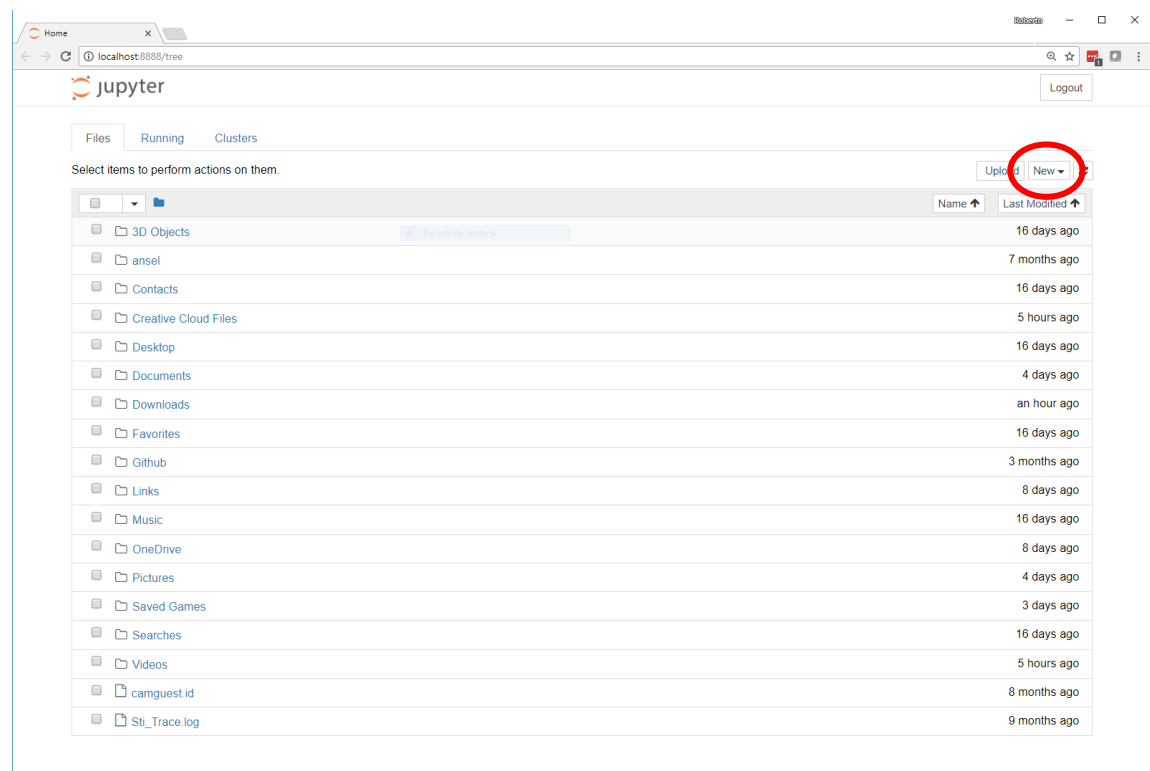 Roberto
Home
localhost:8888/tree
1
jupyter
Logout
Files Running Clusters
Select items to perform actions on them.
Upload New
Name Last Modified
3D Objects 16 days ago
Recorte de ventana
ansel 7 months ago
Contacts 16 days ago
Creative Cloud Files 5 hours ago
Desktop 16 days ago
Documents 4 days ago
Downloads an hour ago
Favorites 16 days ago
Github 3 months ago
Links 8 days ago
Music 16 days ago
OneDrive 8 days ago
Pictures 4 days ago
Saved Games 3 days ago
Searches 16 days ago
Videos 5 hours ago
camguest.id 8 months ago
Sti_Trace.log 9 months ago